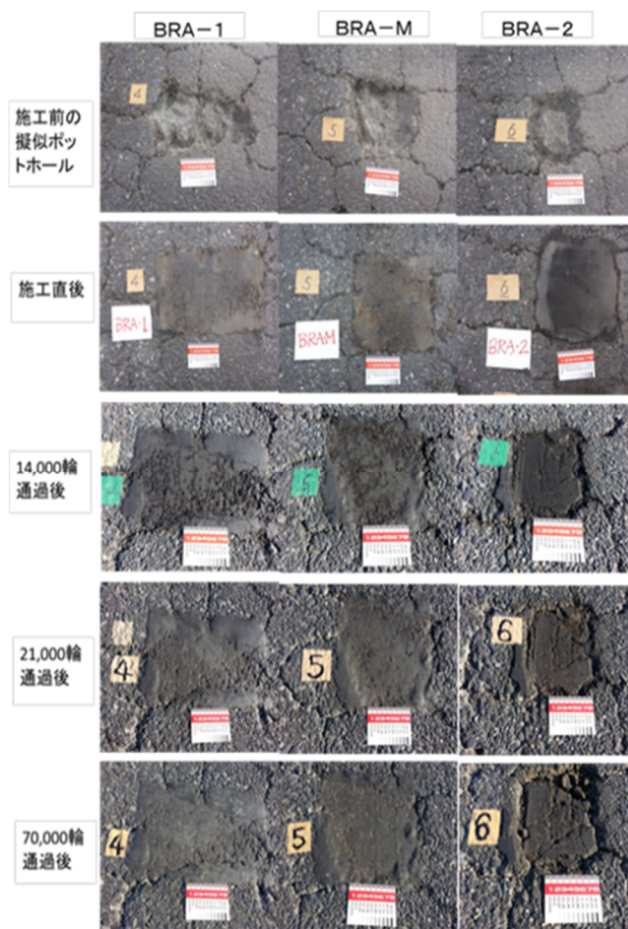 BRA-1
BRA-M
BRA-2
施工前の
擬似ポッ
トホール
4
5
6
施工直後
4
BRA-1
5
BRAM
6
BRA-2
14,000輪
通過後
5
21,000輪
通過後
4
5
6
70,000輪
通過後
4
5
6